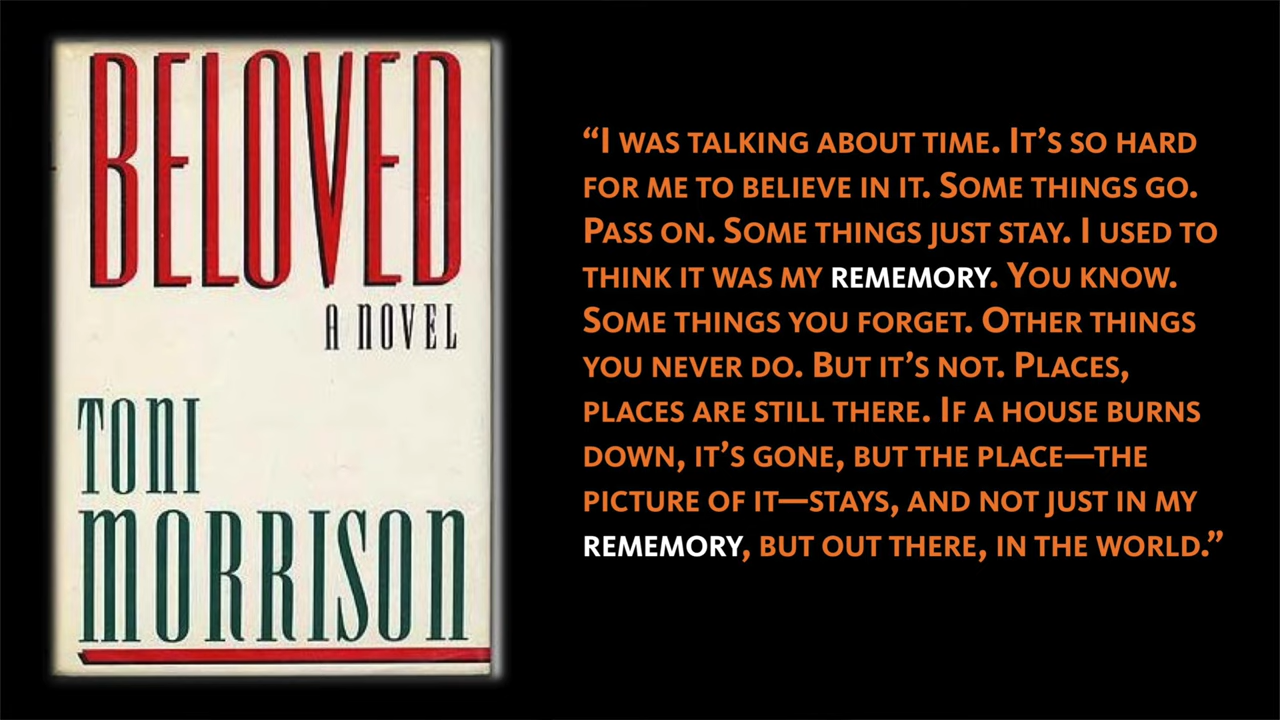 BELOVED
A NOVEL
TONI
MORRISON
“I WAS TALKING ABOUT TIME. IT’S SO HARD
FOR ME TO BELIEVE IN IT. SOME THINGS GO.
PASS ON. SOME THINGS JUST STAY. I USED TO
THINK IT WAS MY REMEMORY. YOU KNOW.
SOME THINGS YOU FORGET. OTHER THINGS
YOU NEVER DO. BUT IT’S NOT. PLACES,
PLACES ARE STILL THERE. IF A HOUSE BURNS
DOWN, IT’S GONE, BUT THE PLACE—THE
PICTURE OF IT—STAYS, AND NOT JUST IN MY
REMEMORY, BUT OUT THERE, IN THE WORLD.”